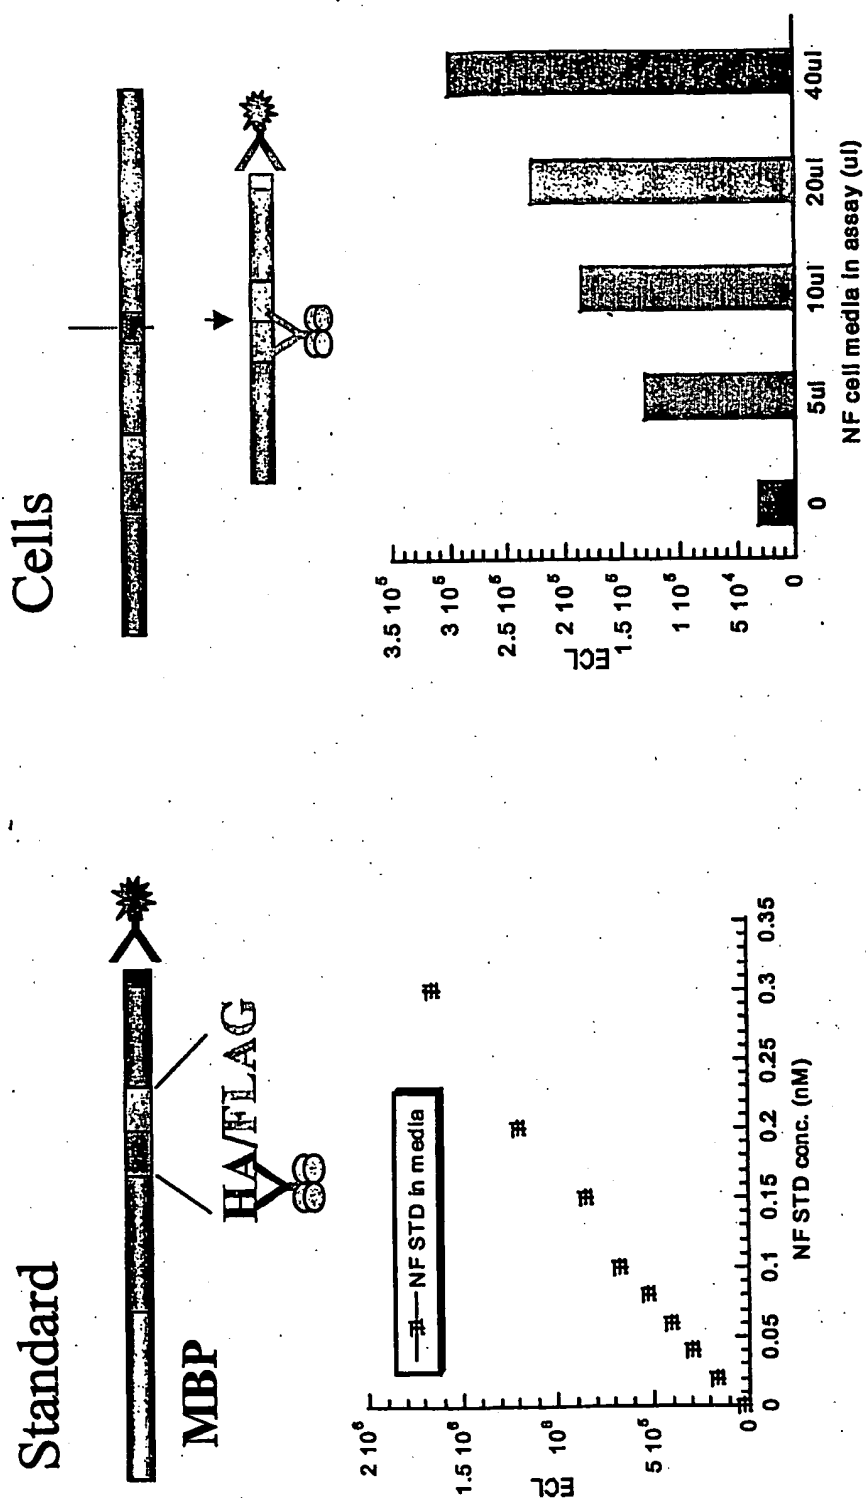 Standard
MBP
HA/FLAG
2 10⁶
1.5 10⁶
10⁶
5 10⁵
0
ECL
NF STD in media
0 0.05 0.1 0.15 0.2 0.25 0.3 0.35
NF STD conc. (nM)
Cells
3.5 10⁵
3 10⁵
2.5 10⁵
2 10⁵
1.5 10⁵
1 10⁵
5 10⁴
0
ECL
0 5ul 10ul 20ul 40ul
NF cell media in assay (ul)